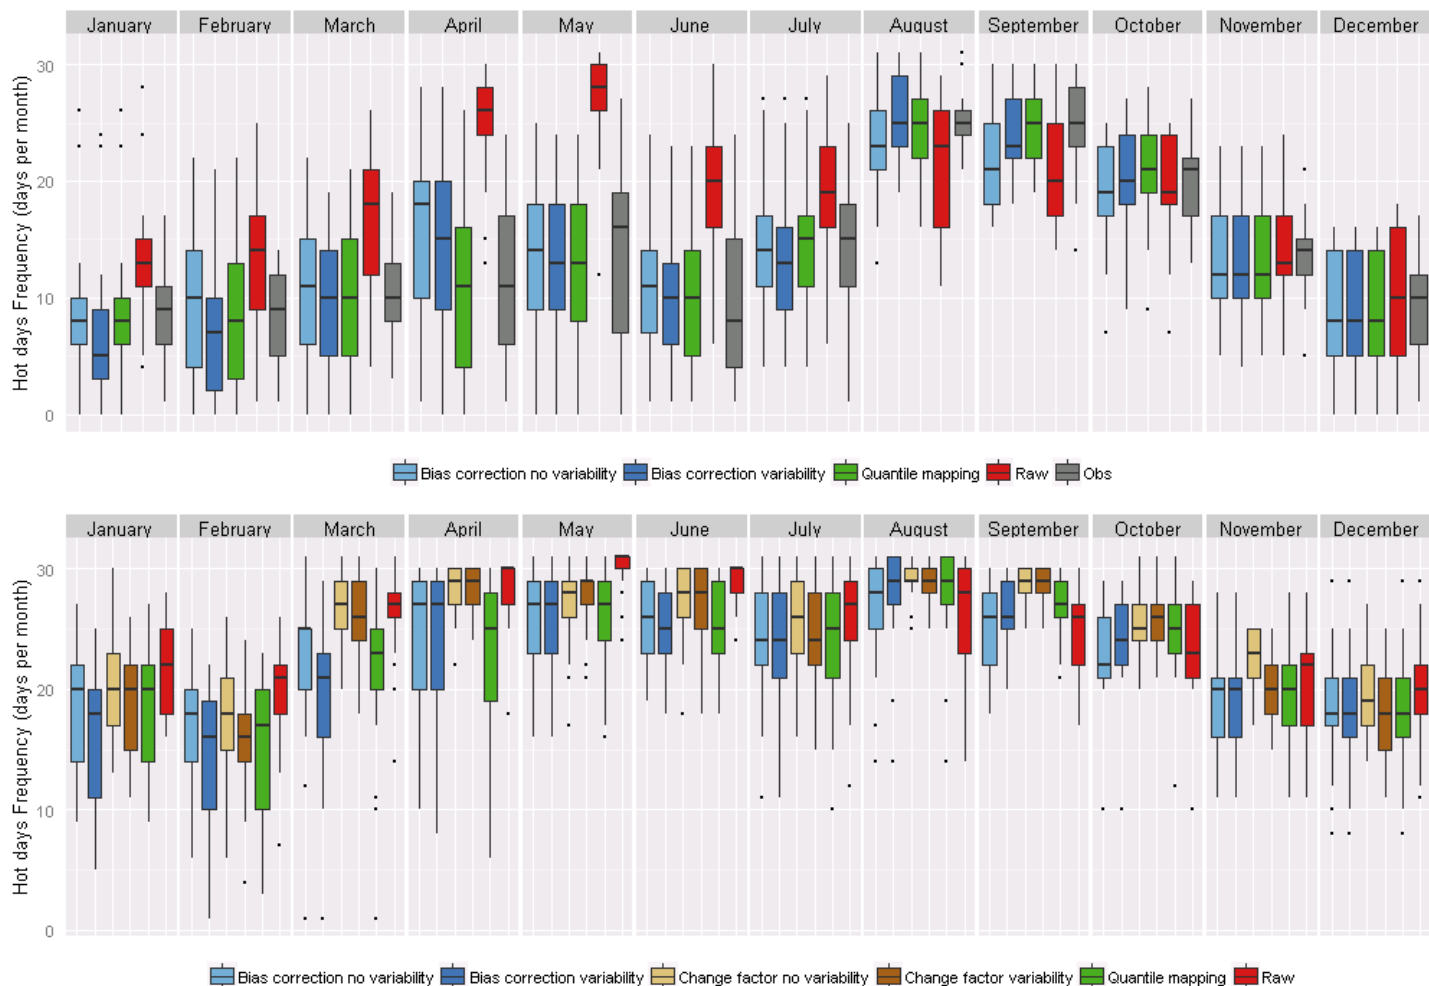 January February March April May June July August September October November December
Hot days Frequency (days per month)
30
20
10
0
Bias correction no variability Bias correction variability Quantile mapping Raw Obs
January February March April May June July August September October November December
Hot days Frequency (days per month)
30
20
10
0
Bias correction no variability Bias correction variability Change factor no variability Change factor variability Quantile mapping Raw